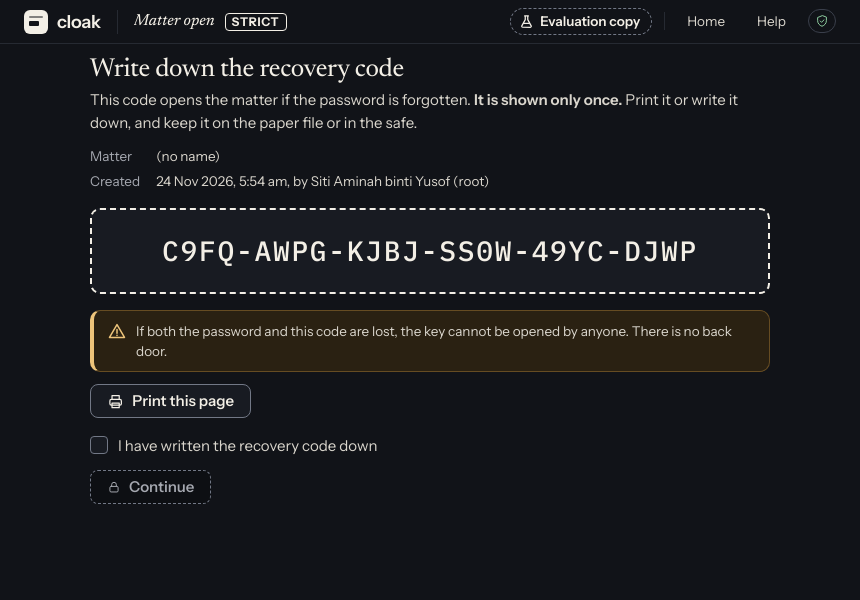 cloak
Matter open
STRICT
Evaluation copy
Home
Help
Write down the recovery code
This code opens the matter if the password is forgotten. It is shown only once. Print it or write it
down, and keep it on the paper file or in the safe.
Matter (no name)
Created 24 Nov 2026, 5:54 am, by Siti Aminah binti Yusof (root)
C9FQ-AWPG-KJBJ-SS0W-49YC-DJWP
If both the password and this code are lost, the key cannot be opened by anyone. There is no back
door.
Print this page
I have written the recovery code down
Continue